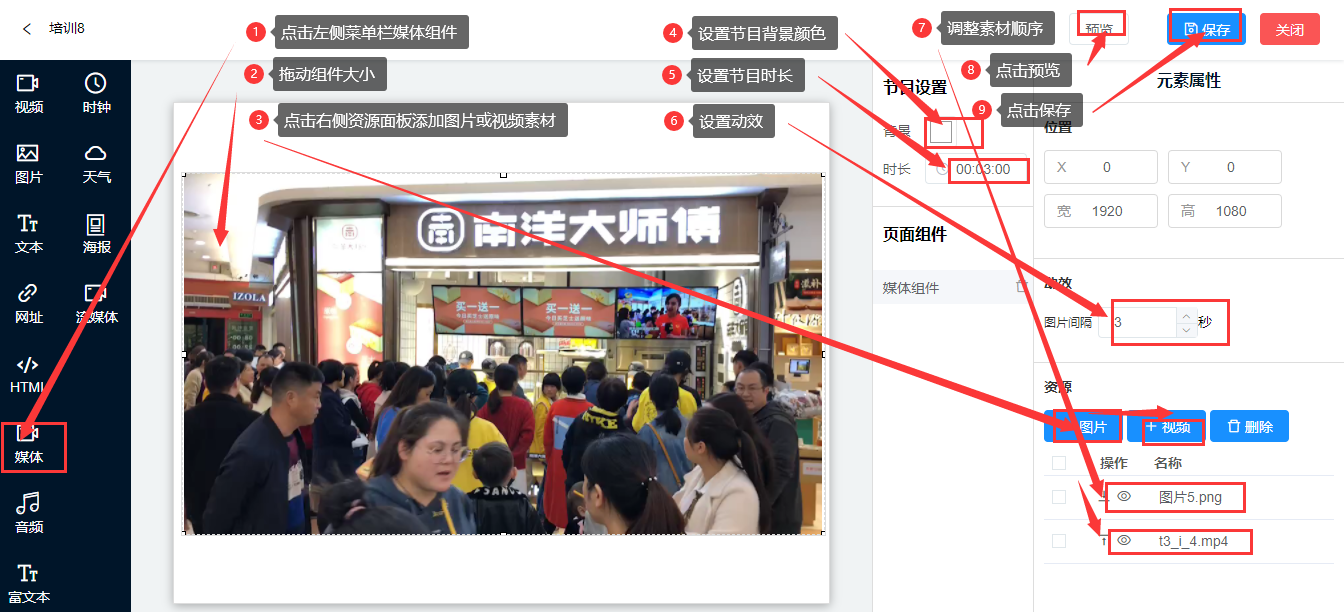 培训8
1 点击左侧菜单栏媒体组件
2 拖动组件大小
3 点击右侧资源面板添加图片或视频素材
4 设置节目背景颜色
5 设置节目时长
6 设置动效
7 调整素材顺序
8 点击预览
9 点击保存
预览
保存
关闭
视频
时钟
图片
天气
Tт
文本
海报
网址
流媒体
</>
HTML
媒体
音频
Tт
富文本
南洋大师傅
南
IZOLA
买一送一
买一送一
NYKE
节目设置
背景
时长 00:03:00
页面组件
媒体组件
元素属性
位置
X 0
Y 0
宽 1920
高 1080
动效
图片间隔 3 秒
资源
图片
+ 视频
删除
操作 名称
图片5.png
t3_i_4.mp4